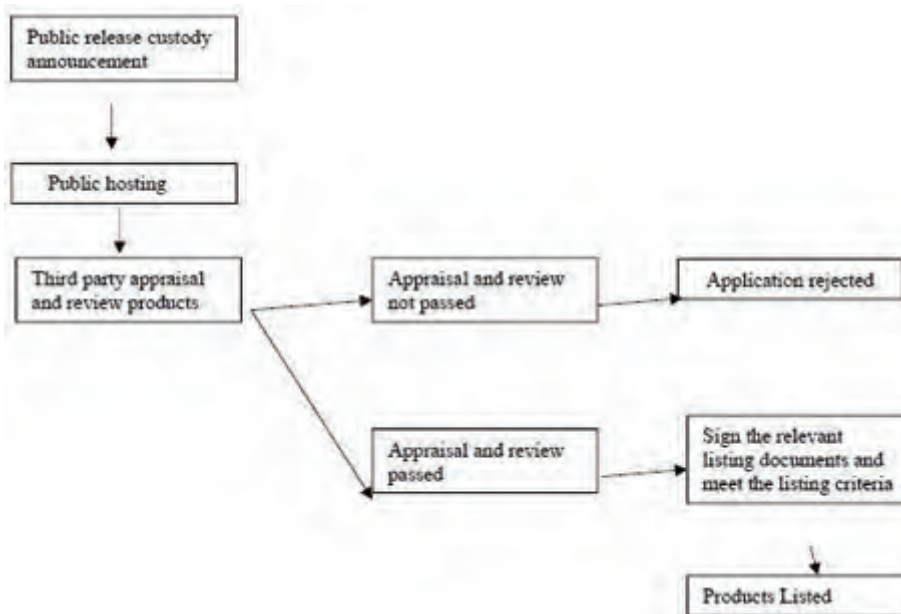 Public release custody
announcement
Public hosting
Third party appraisal
and review products
Appraisal and review
not passed
Application rejected
Appraisal and review
passed
Sign the relevant
listing documents and
meet the listing criteria
Products Listed